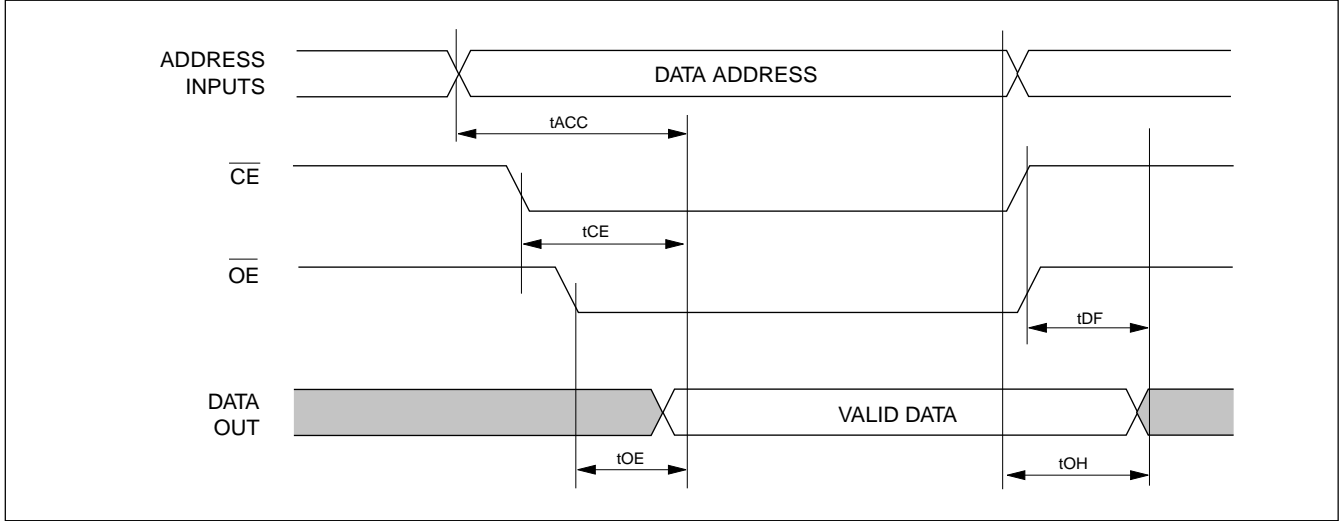 ADDRESS
INPUTS
DATA ADDRESS
tACC
CE
tCE
OE
tDF
DATA
OUT
VALID DATA
tOE
tOH